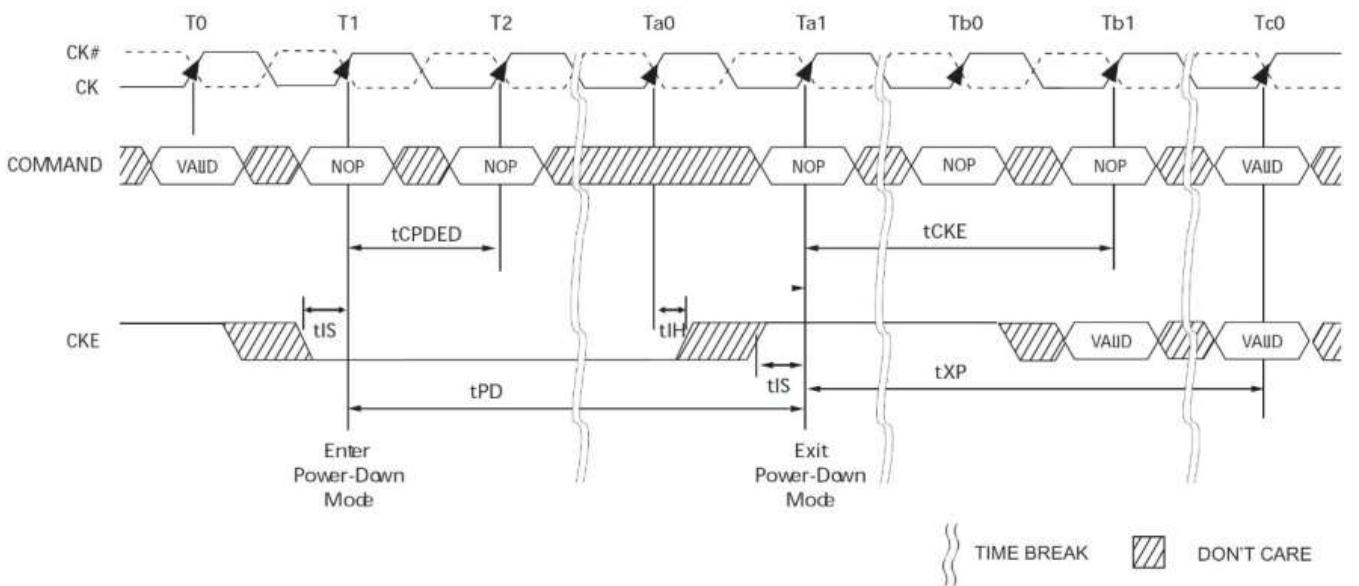 T0 T1 T2 Ta0 Ta1 Tb0 Tb1 Tc0
CK#
CK
COMMAND VALID NOP NOP NOP NOP NOP VALID
tCPDED tCKE
tIS tIH
CKE VALID VALID
tIS tXP
tPD
Enter
Power-Down
Mode
Exit
Power-Down
Mode
TIME BREAK DON'T CARE